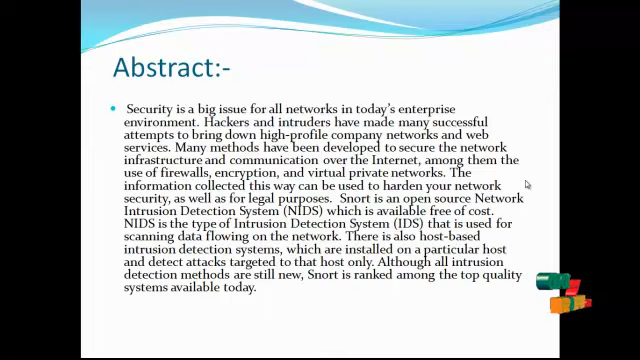 Abstract:-
Security is a big issue for all networks in today's enterprise
environment. Hackers and intruders have made many successful
attempts to bring down high-profile company networks and web
services. Many methods have been developed to secure the network
infrastructure and communication over the Internet, among them the
use of firewalls, encryption, and virtual private networks. The
information collected this way can be used to harden your network
security, as well as for legal purposes. Snort is an open source Network
Intrusion Detection System (NIDS) which is available free of cost.
NIDS is the type of Intrusion Detection System (IDS) that is used for
scanning data flowing on the network. There is also host-based
intrusion detection systems, which are installed on a particular host
and detect attacks targeted to that host only. Although all intrusion
detection methods are still new, Snort is ranked among the top quality
systems available today.